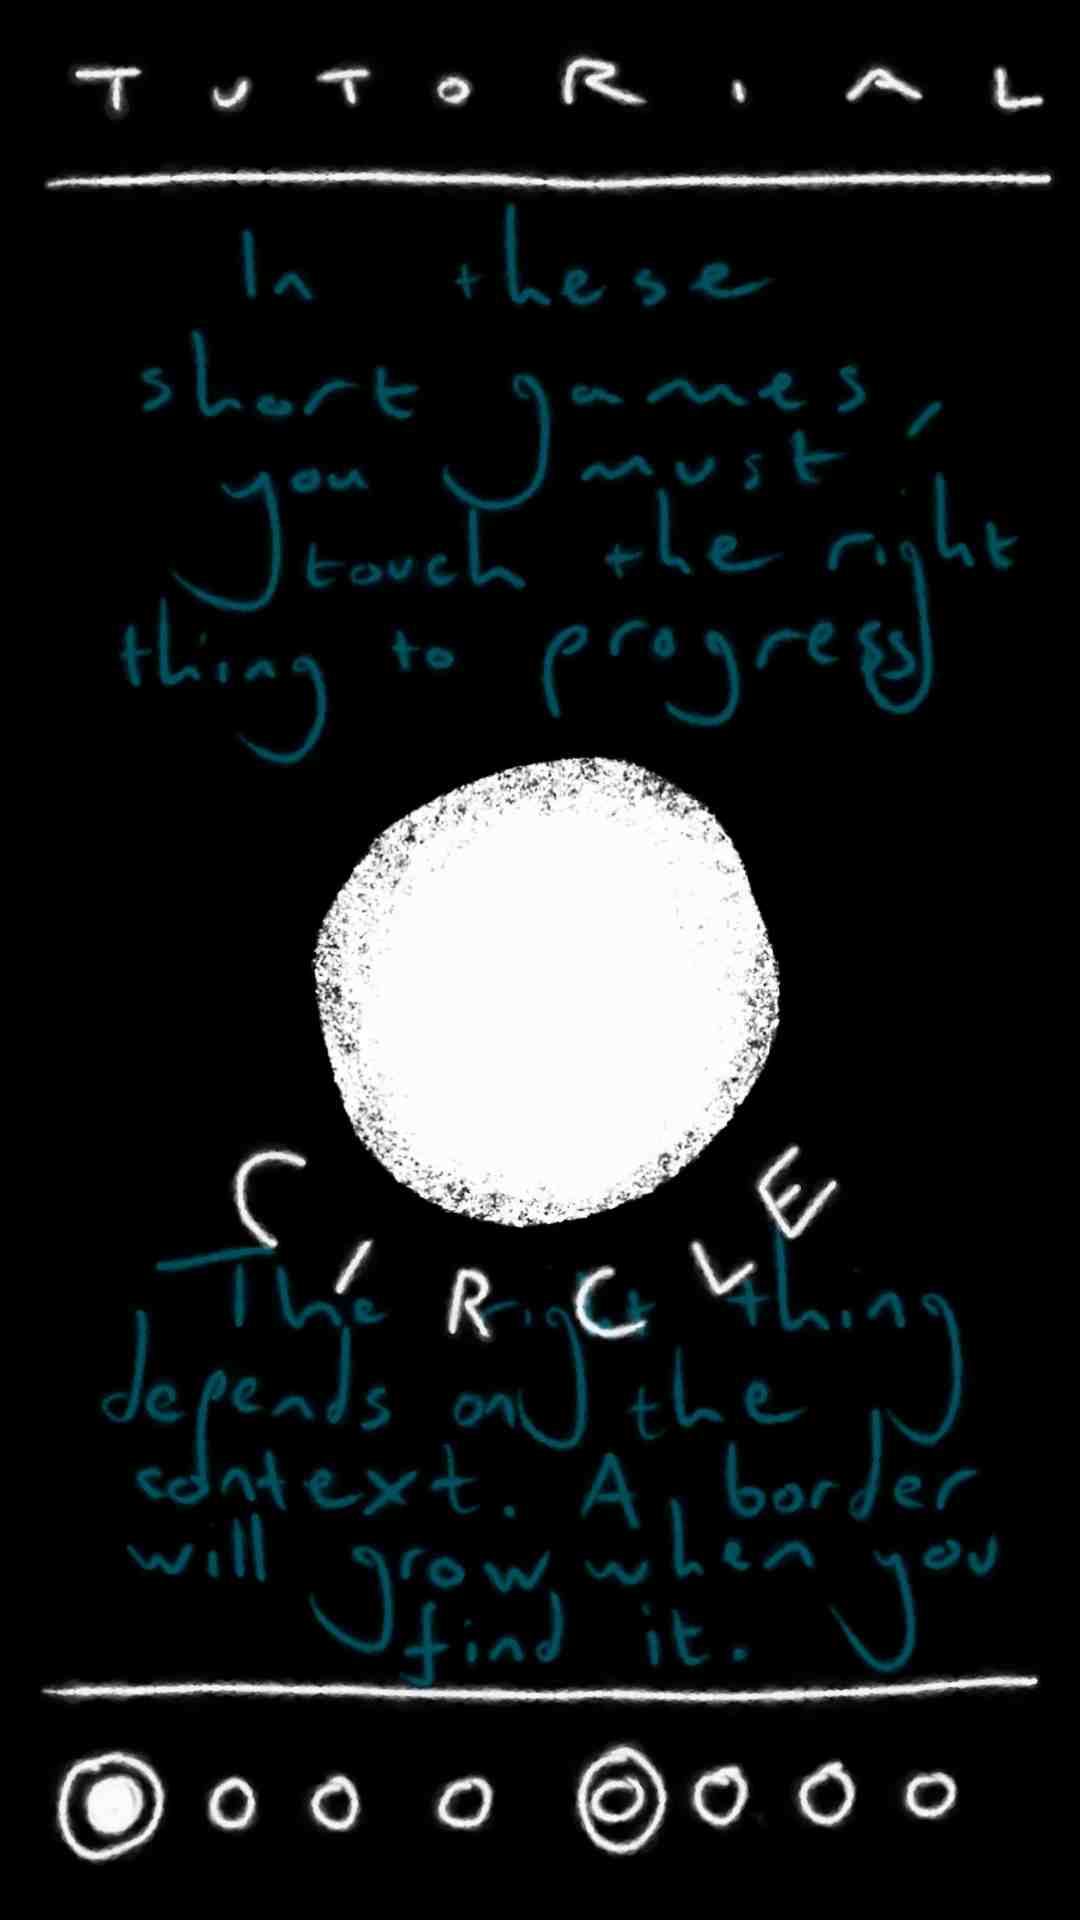 TUTORIAL
In these
short games,
you must
touch the right
thing to progress
CIRCLE
The right thing
depends on the
context. A border
will grow when you
find it.